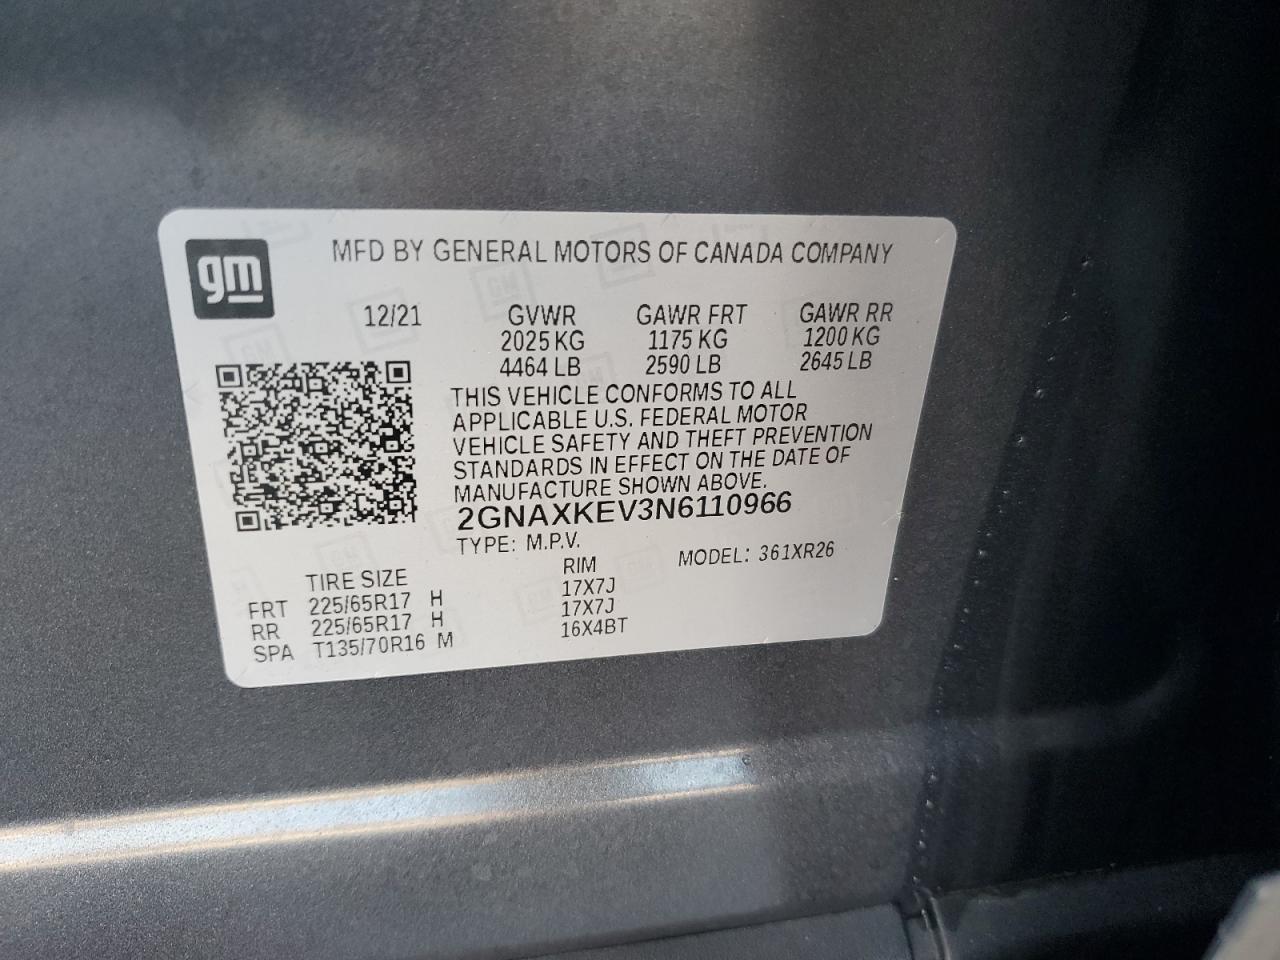 gm
MFD BY GENERAL MOTORS OF CANADA COMPANY
12/21 GVWR GAWR FRT GAWR RR
2025 KG 1175 KG 1200 KG
4464 LB 2590 LB 2645 LB
THIS VEHICLE CONFORMS TO ALL
APPLICABLE U.S. FEDERAL MOTOR
VEHICLE SAFETY AND THEFT PREVENTION
STANDARDS IN EFFECT ON THE DATE OF
MANUFACTURE SHOWN ABOVE.
2GNAXKEV3N6110966
TYPE: M.P.V. MODEL: 361XR26
TIRE SIZE RIM
FRT 225/65R17 H 17X7J
RR 225/65R17 H 17X7J
SPA T135/70R16 M 16X4BT